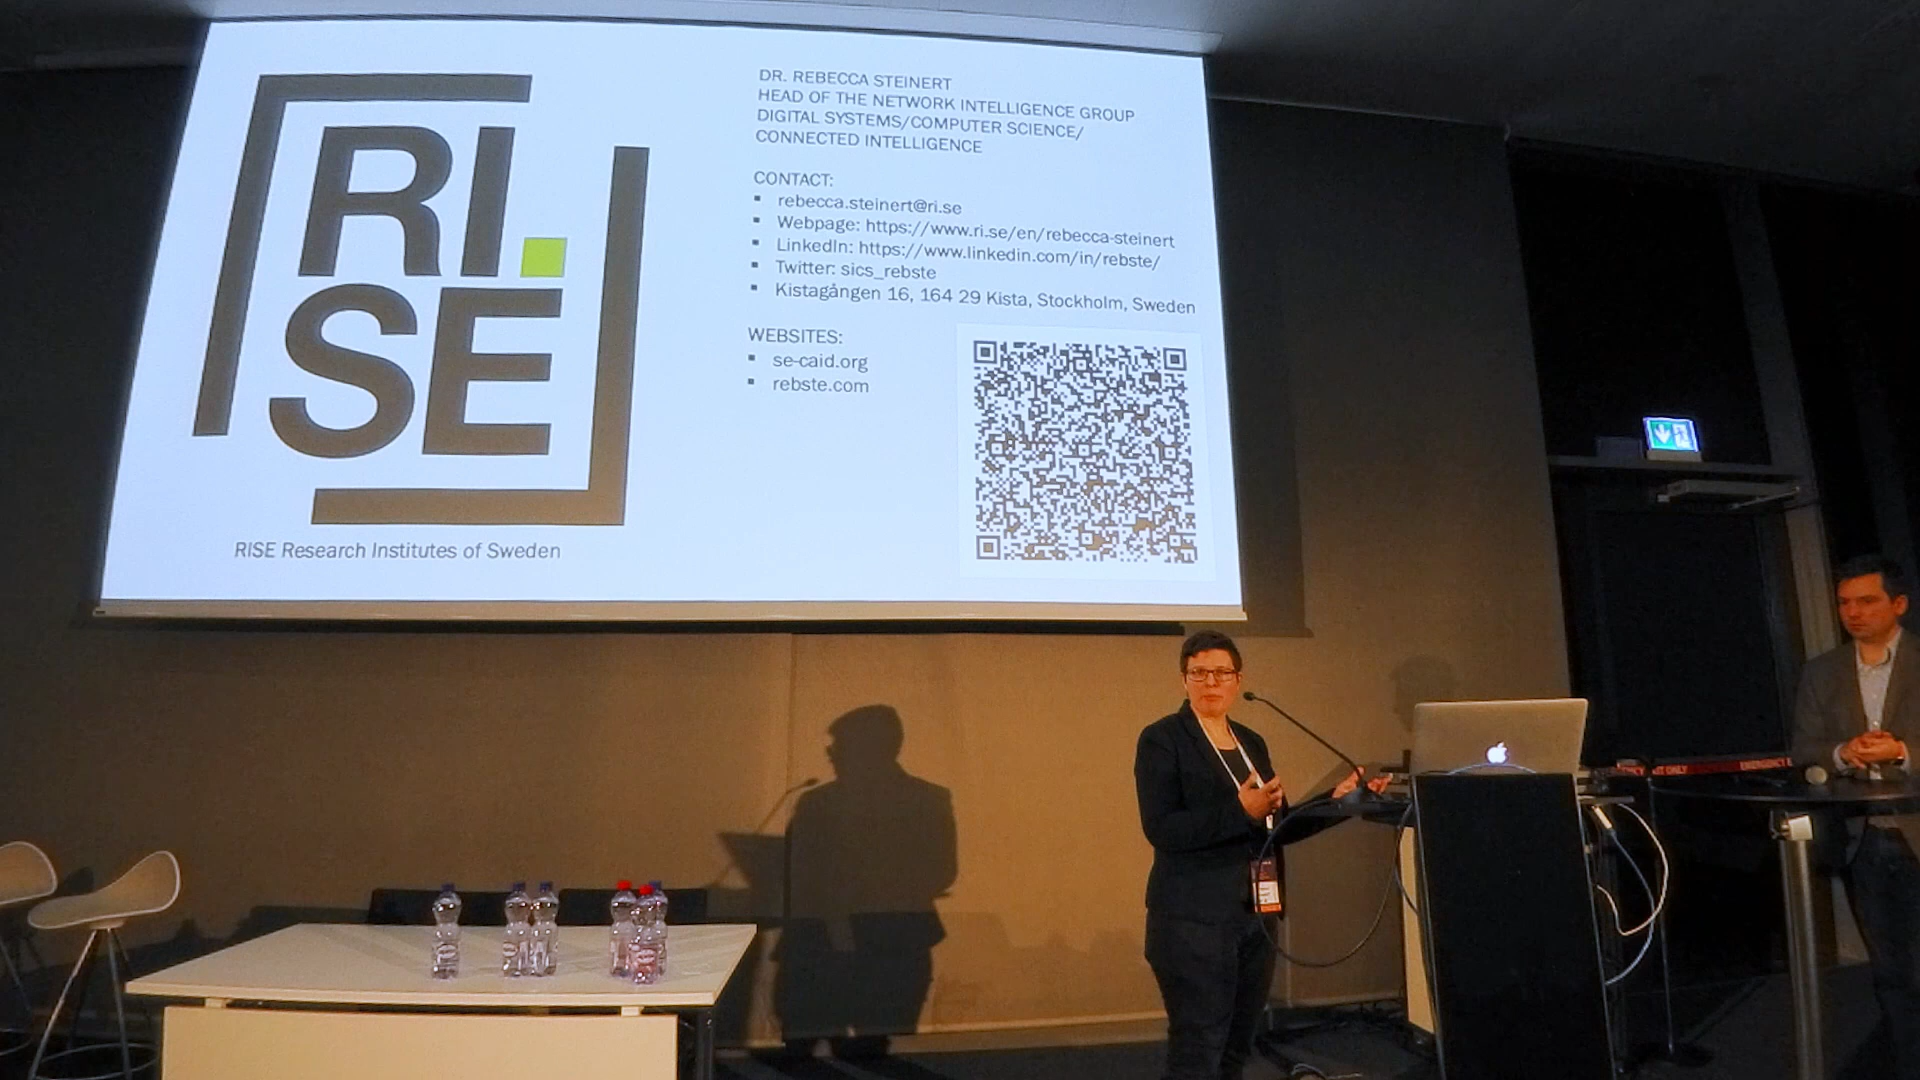 RI.
SE
RISE Research Institutes of Sweden
DR. REBECCA STEINERT
HEAD OF THE NETWORK INTELLIGENCE GROUP
DIGITAL SYSTEMS/COMPUTER SCIENCE/
CONNECTED INTELLIGENCE
CONTACT:
▪ rebecca.steinert@ri.se
▪ Webpage: https://www.ri.se/en/rebecca-steinert
▪ LinkedIn: https://www.linkedin.com/in/rebste/
▪ Twitter: sics_rebste
▪ Kistagången 16, 164 29 Kista, Stockholm, Sweden
WEBSITES:
▪ se-caid.org
▪ rebste.com
ONLY